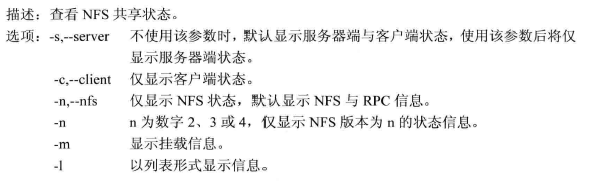 描述：查看 NFS 共享状态。
选项：-s,--server 不使用该参数时，默认显示服务器端与客户端状态，使用该参数后将仅
显示服务器端状态。
-c,--client 仅显示客户端状态。
-n,--nfs 仅显示 NFS 状态，默认显示 NFS 与 RPC 信息。
-n n 为数字 2、3 或 4，仅显示 NFS 版本为 n 的状态信息。
-m 显示挂载信息。
-l 以列表形式显示信息。